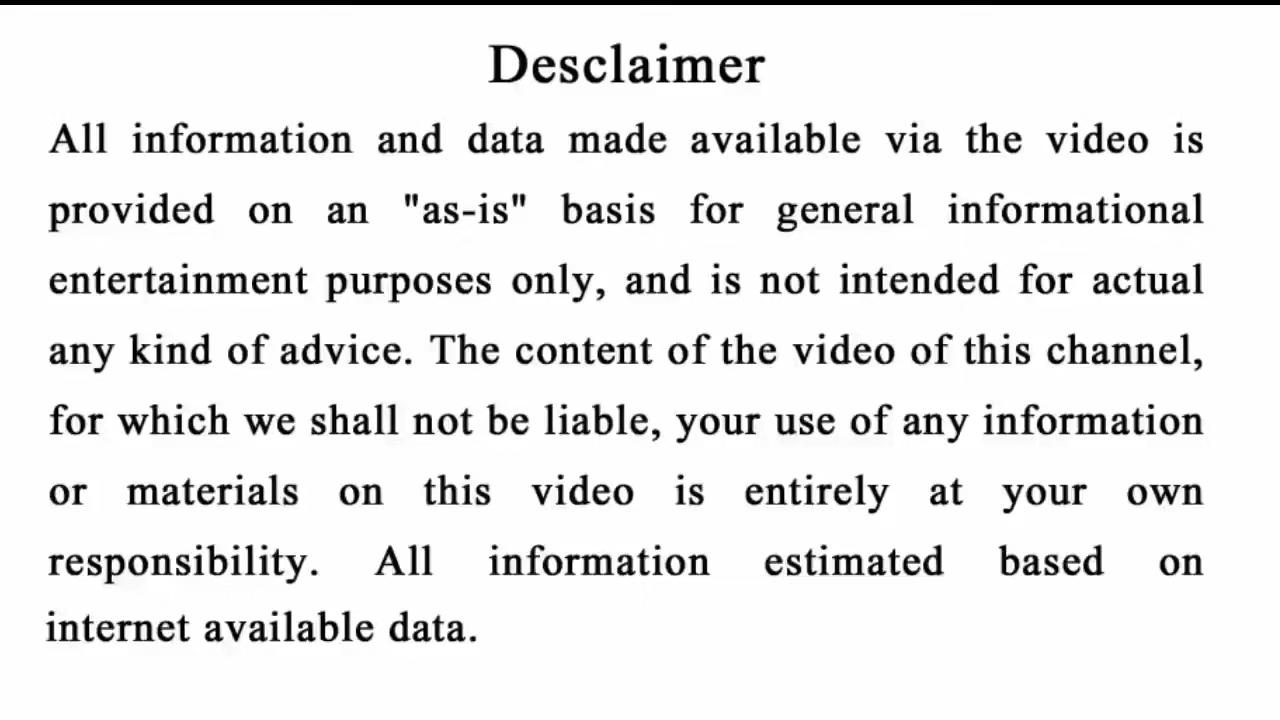 Desclaimer
All information and data made available via the video is
provided on an "as-is" basis for general informational
entertainment purposes only, and is not intended for actual
any kind of advice. The content of the video of this channel,
for which we shall not be liable, your use of any information
or materials on this video is entirely at your own
responsibility. All information estimated based on
internet available data.